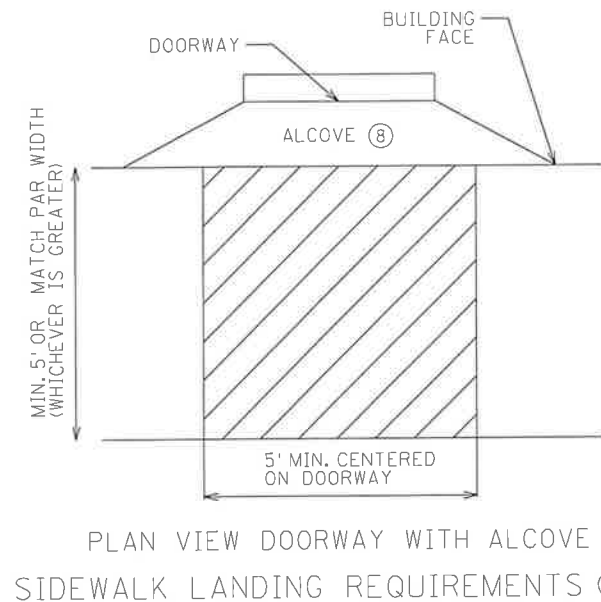 BUILDING
FACE
DOORWAY
ALCOVE 8
MIN. 5' OR MATCH PAR WIDTH
(WHICHEVER IS GREATER)
5' MIN. CENTERED
ON DOORWAY
PLAN VIEW DOORWAY WITH ALCOVE
SIDEWALK LANDING REQUIREMENTS